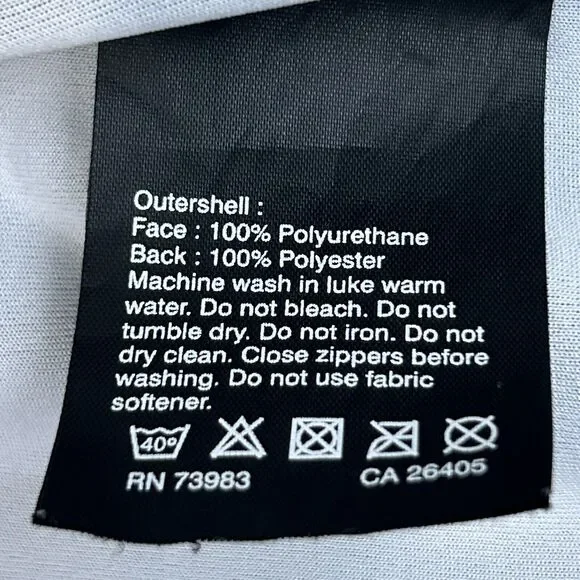 Outershell :
Face : 100% Polyurethane
Back : 100% Polyester
Machine wash in luke warm
water. Do not bleach. Do not
tumble dry. Do not iron. Do not
dry clean. Close zippers before
washing. Do not use fabric
softener.
40°
RN 73983 CA 26405